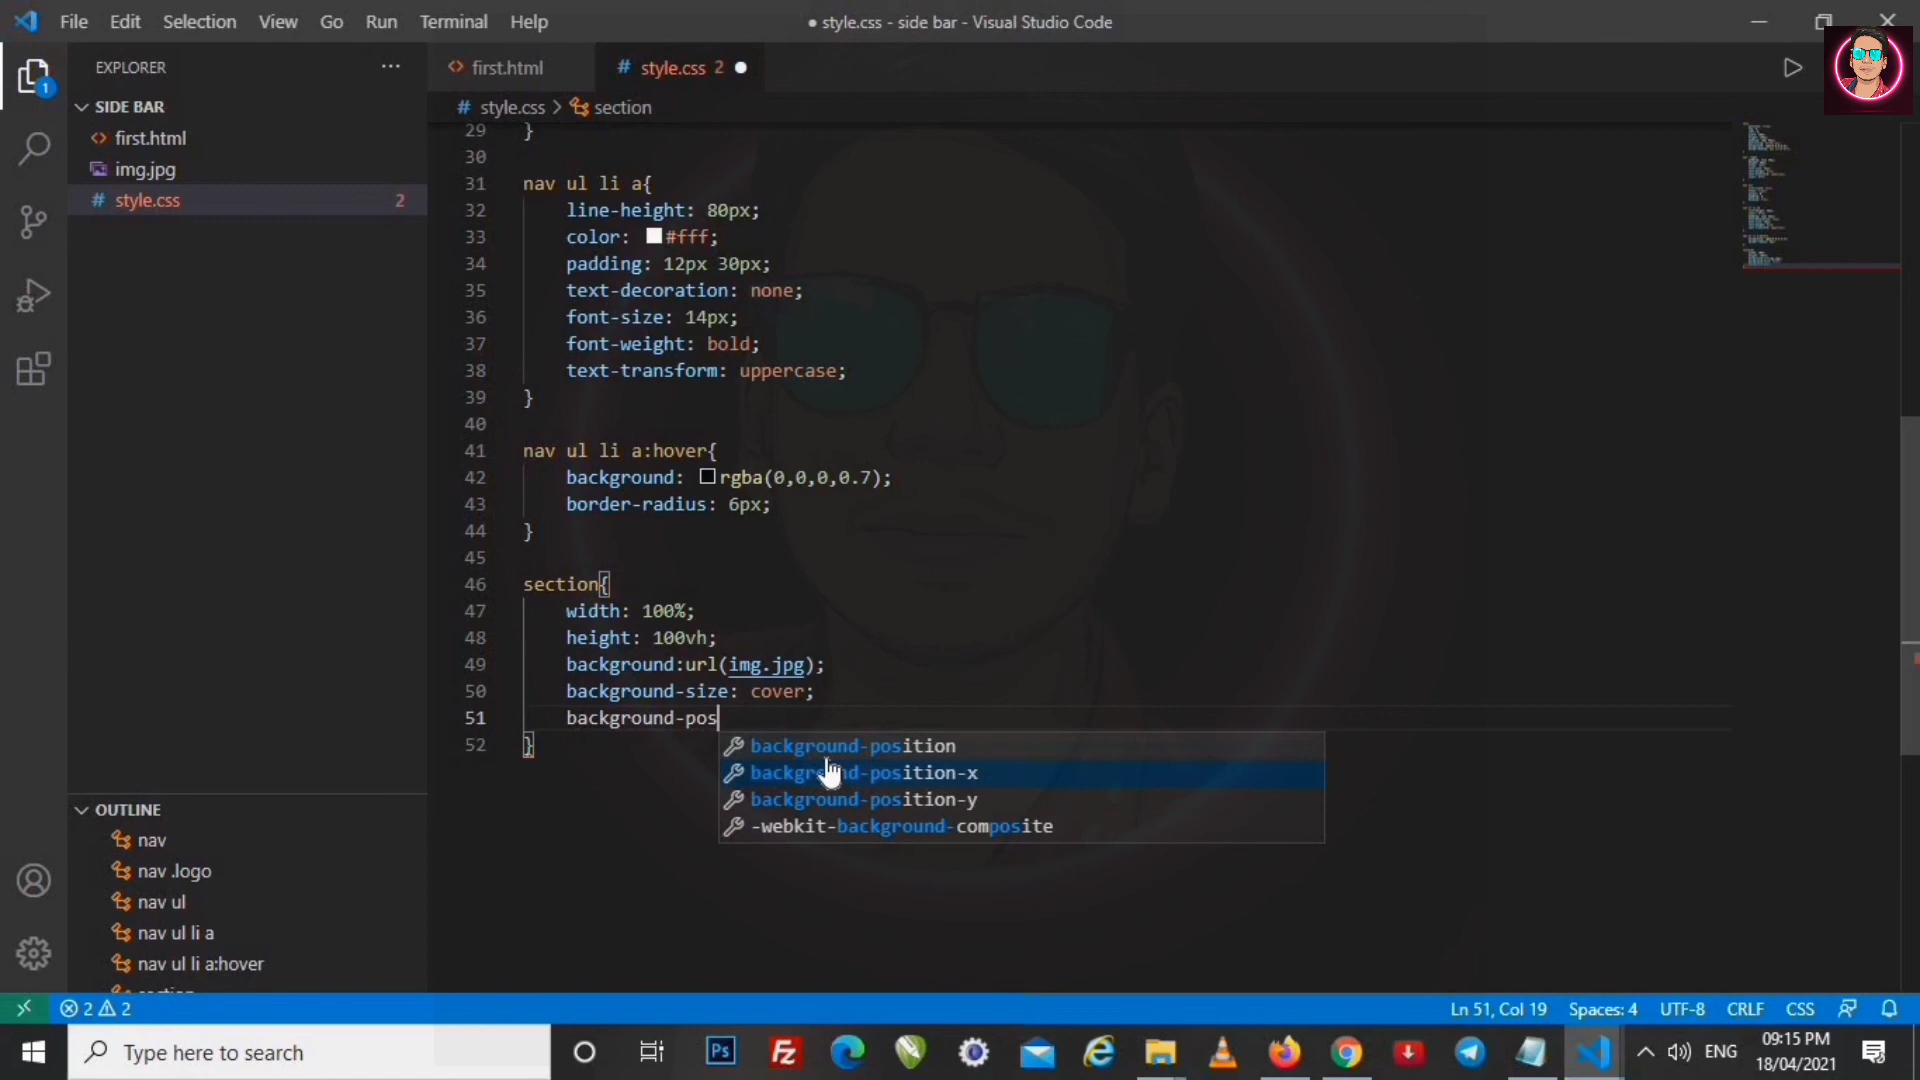 File Edit Selection View Go Run Terminal Help
● style.css - side bar - Visual Studio Code
EXPLORER ...
SIDE BAR
<> first.html
img.jpg
# style.css 2
<> first.html
# style.css 2 ●
# style.css > section
29 }
30
31 nav ul li a{
32 line-height: 80px;
33 color: #fff;
34 padding: 12px 30px;
35 text-decoration: none;
36 font-size: 14px;
37 font-weight: bold;
38 text-transform: uppercase;
39 }
40
41 nav ul li a:hover{
42 background: rgba(0,0,0,0.7);
43 border-radius: 6px;
44 }
45
46 section{
47 width: 100%;
48 height: 100vh;
49 background:url(img.jpg);
50 background-size: cover;
51 background-pos
52 }
background-position
background-position-x
background-position-y
-webkit-background-composite
OUTLINE
nav
nav .logo
nav ul
nav ul li a
nav ul li a:hover
1
2 2
Ln 51, Col 19 Spaces: 4 UTF-8 CRLF CSS
Type here to search
Ps
Fz
ENG
09:15 PM
18/04/2021